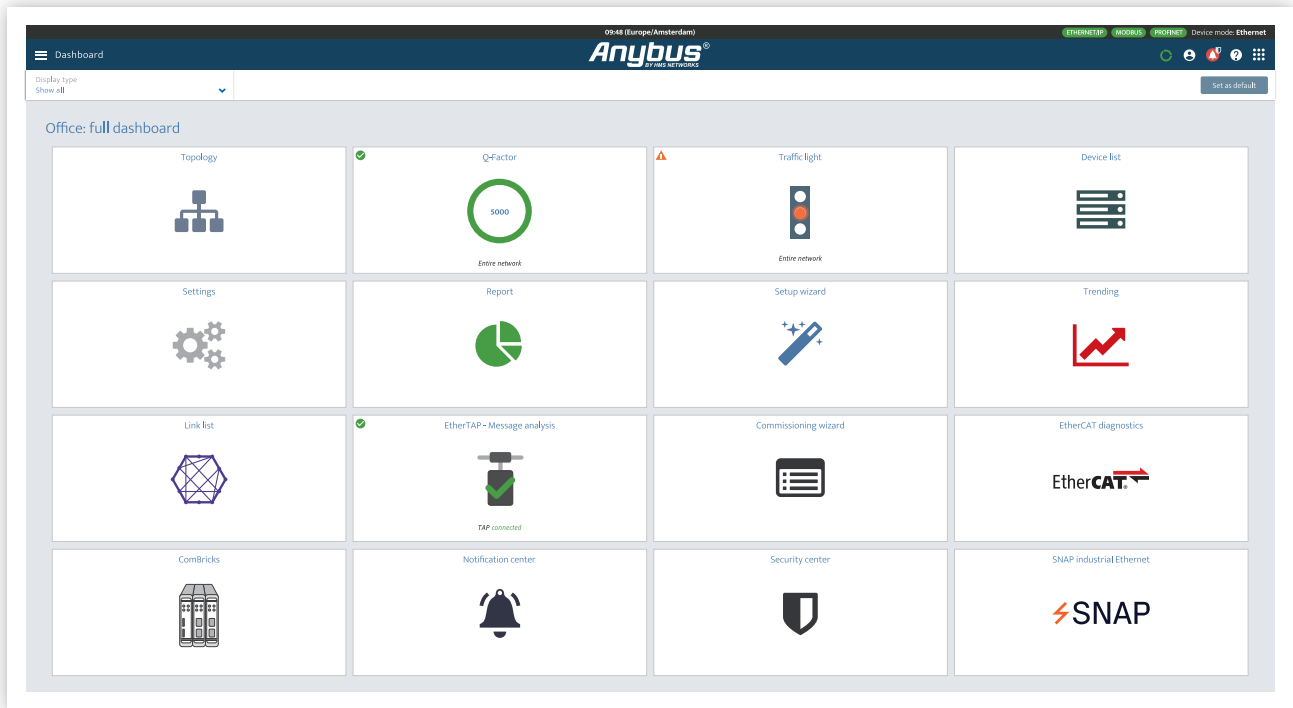 09:48 (Europe/Amsterdam)
ETHERNET/IP MODBUS PROFINET Device mode: Ethernet
Dashboard
Anybus®
BY HMS NETWORKS
Display type
Show all
Set as default
Office: full dashboard
Topology
Q-Factor
Traffic light
Device list
5000
Entire network
Entire network
Settings
Report
Setup wizard
Trending
Link list
EtherTAP - Message analysis
Commissioning wizard
EtherCAT diagnostics
EtherCAT®
TAP connected
ComBricks
Notification center
Security center
SNAP industrial Ethernet
SNAP